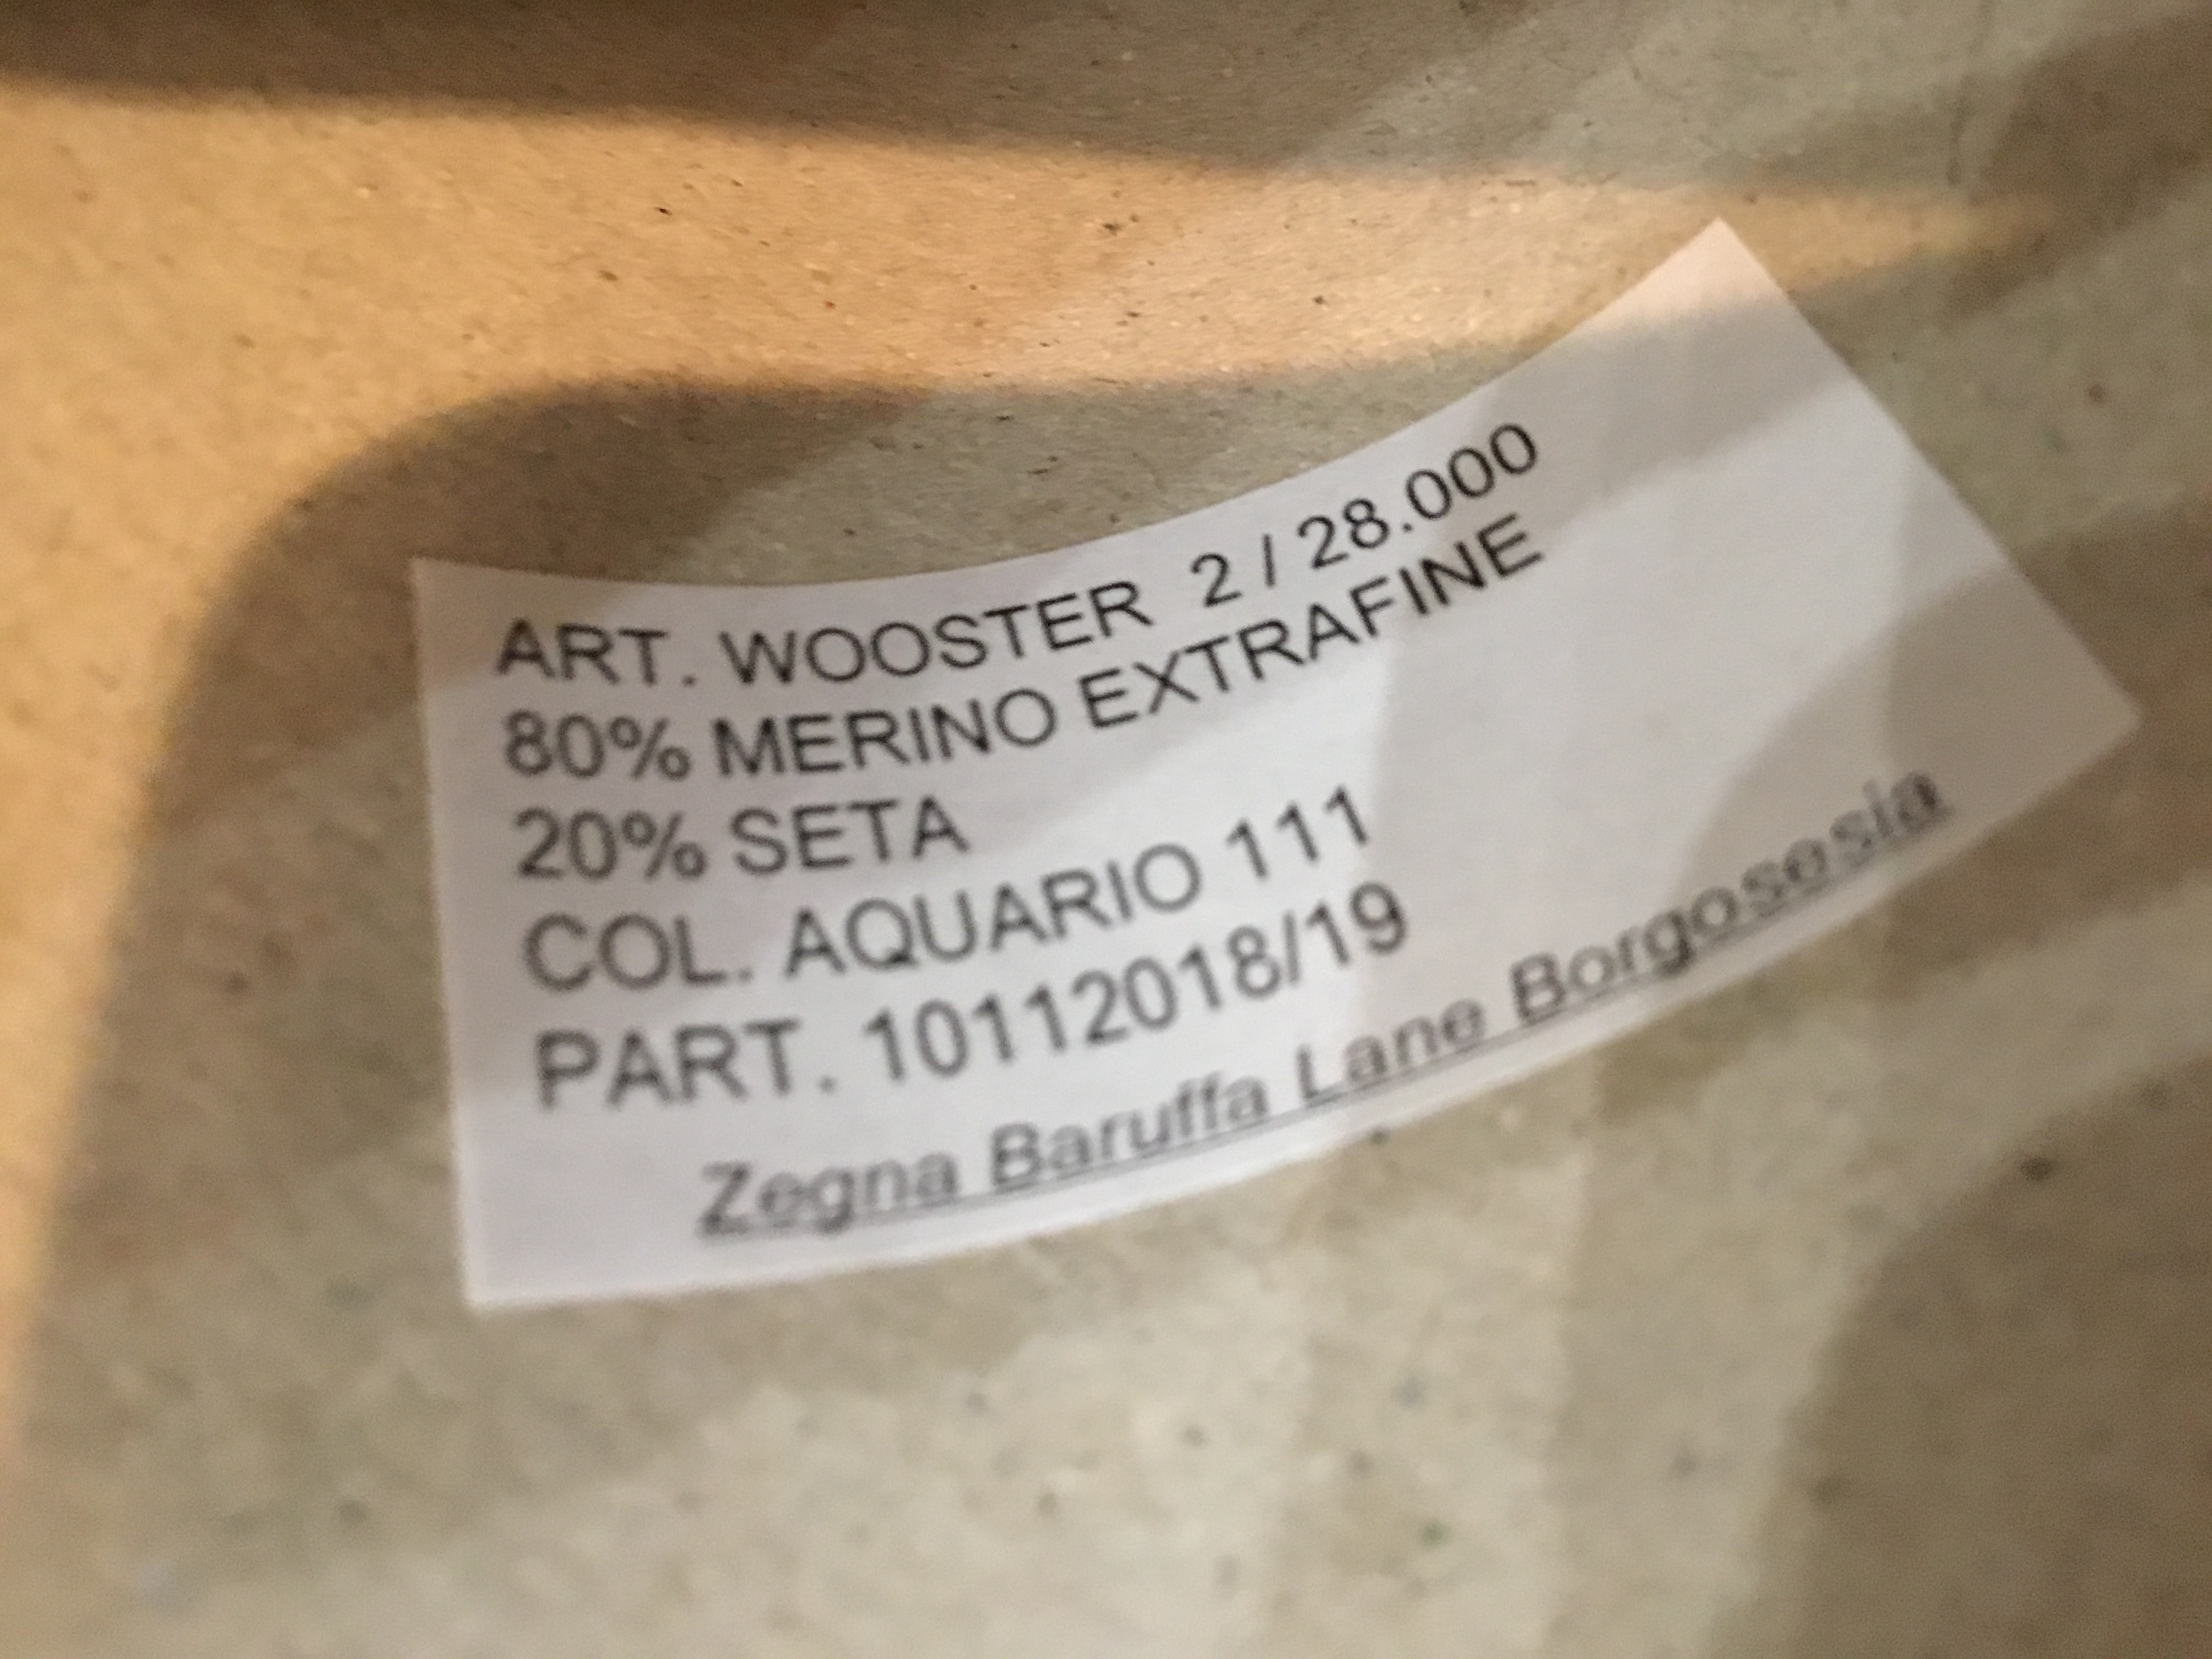 ART. WOOSTER 2 / 28.000
80% MERINO EXTRAFINE
20% SETA
COL. AQUARIO 111
PART. 10112018/19
Zegna Baruffa Lane Borgosesia